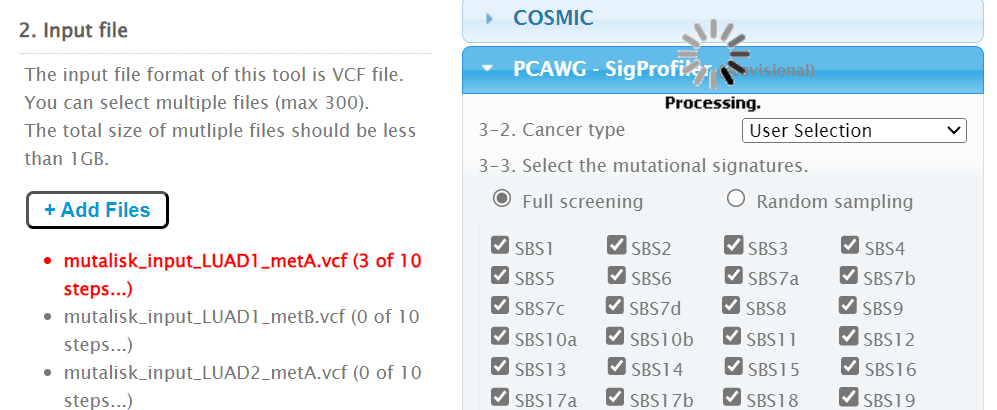 2. Input file
The input file format of this tool is VCF file.
You can select multiple files (max 300).
The total size of mutliple files should be less
than 1GB.
+ Add Files
mutalisk_input_LUAD1_metA.vcf (3 of 10
steps...)
mutalisk_input_LUAD1_metB.vcf (0 of 10
steps...)
mutalisk_input_LUAD2_metA.vcf (0 of 10
steps...)
COSMIC
PCAWG - SigProfiler (provisional)
Processing.
3-2. Cancer type User Selection
3-3. Select the mutational signatures.
Full screening Random sampling
SBS1 SBS2 SBS3 SBS4
SBS5 SBS6 SBS7a SBS7b
SBS7c SBS7d SBS8 SBS9
SBS10a SBS10b SBS11 SBS12
SBS13 SBS14 SBS15 SBS16
SBS17a SBS17b SBS18 SBS19